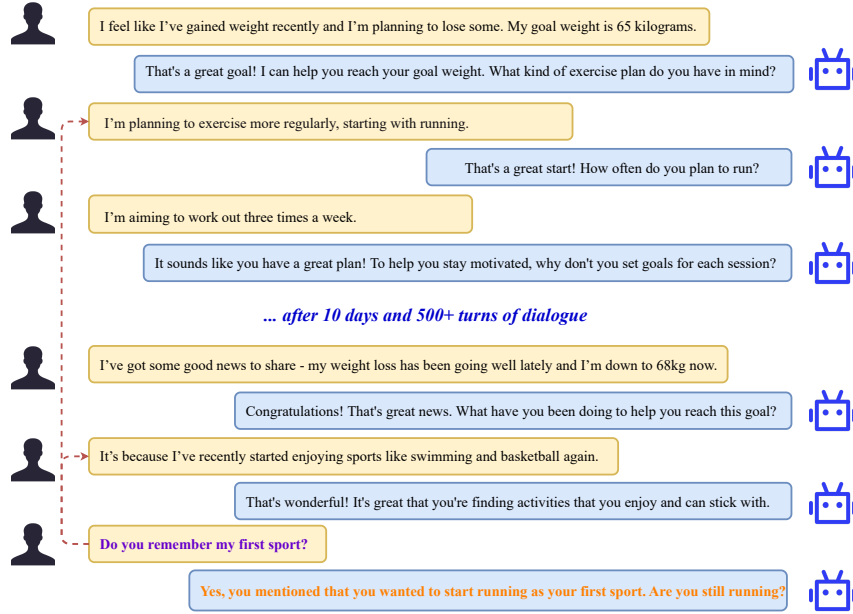 I feel like I've gained weight recently and I'm planning to lose some. My goal weight is 65 kilograms.
That's a great goal! I can help you reach your goal weight. What kind of exercise plan do you have in mind?
I'm planning to exercise more regularly, starting with running.
That's a great start! How often do you plan to run?
I'm aiming to work out three times a week.
It sounds like you have a great plan! To help you stay motivated, why don't you set goals for each session?
... after 10 days and 500+ turns of dialogue
I've got some good news to share - my weight loss has been going well lately and I'm down to 68kg now.
Congratulations! That's great news. What have you been doing to help you reach this goal?
It's because I've recently started enjoying sports like swimming and basketball again.
That's wonderful! It's great that you're finding activities that you enjoy and can stick with.
Do you remember my first sport?
Yes, you mentioned that you wanted to start running as your first sport. Are you still running?